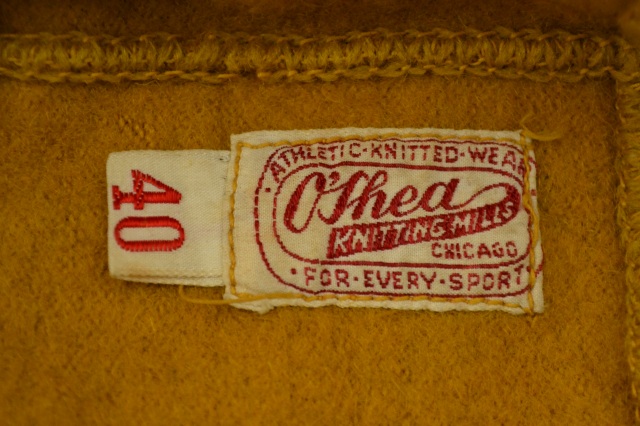 40
ATHLETIC·KNITTED·WEAR
O'Shea
KNITTING MILLS
CHICAGO
·FOR·EVERY·SPORT